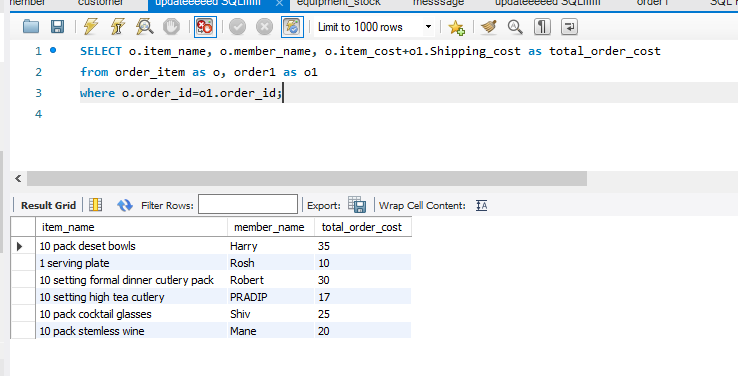 member customer updateeeeed SQLllllll equipment_stock messsage updateeeeed SQLllllll order1 SQL
Limit to 1000 rows
1 SELECT o.item_name, o.member_name, o.item_cost+o1.Shipping_cost as total_order_cost
2 from order_item as o, order1 as o1
3 where o.order_id=o1.order_id;
4
Result Grid Filter Rows: Export: Wrap Cell Content: IA
item_name member_name total_order_cost
10 pack deset bowls Harry 35
1 serving plate Rosh 10
10 setting formal dinner cutlery pack Robert 30
10 setting high tea cutlery PRADIP 17
10 pack cocktail glasses Shiv 25
10 pack stemless wine Mane 20